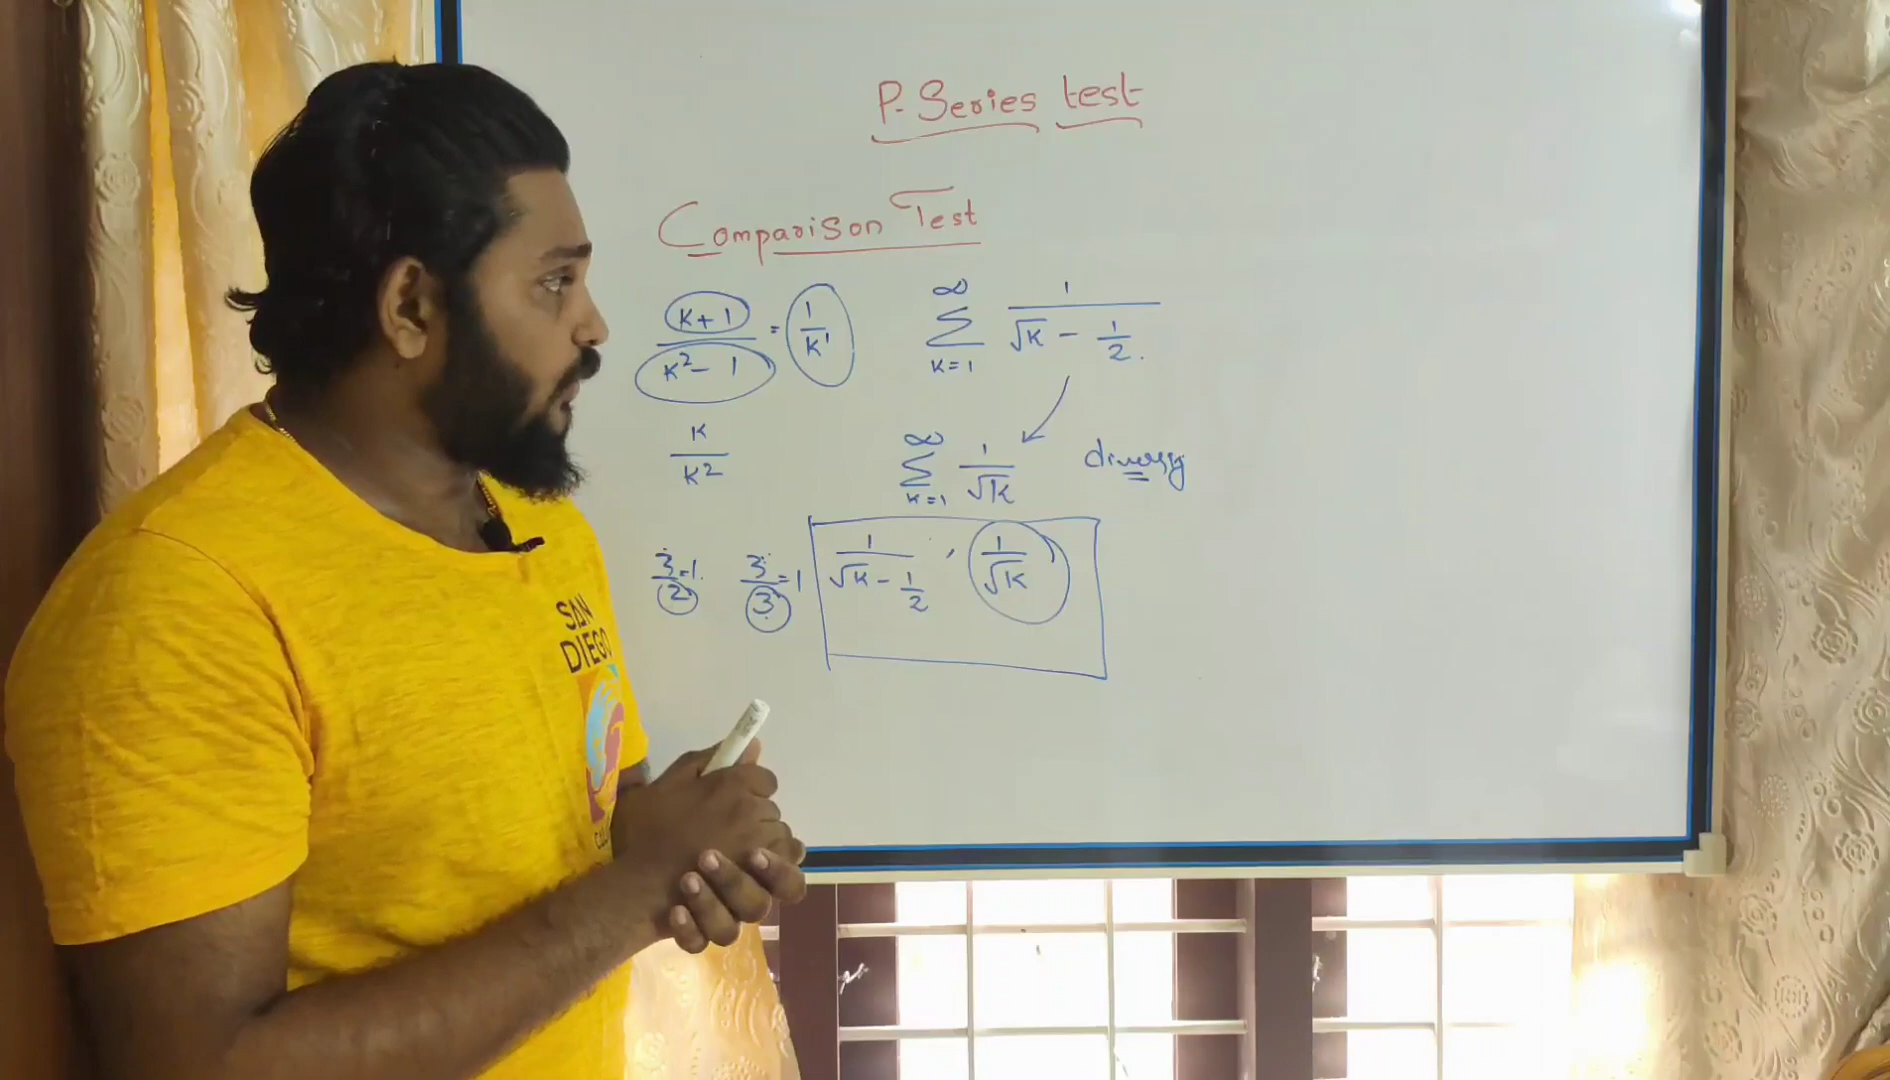 P-Series test
Comparison Test
k+1 / k²-1 = 1/k¹
∞ Σ k=1 1 / √k - 1/2.
k / k²
∞ Σ k=1 1/√k
3/2=1. 3/3=1
1 / √k - 1/2 , 1/√k
SAN
DIEGO